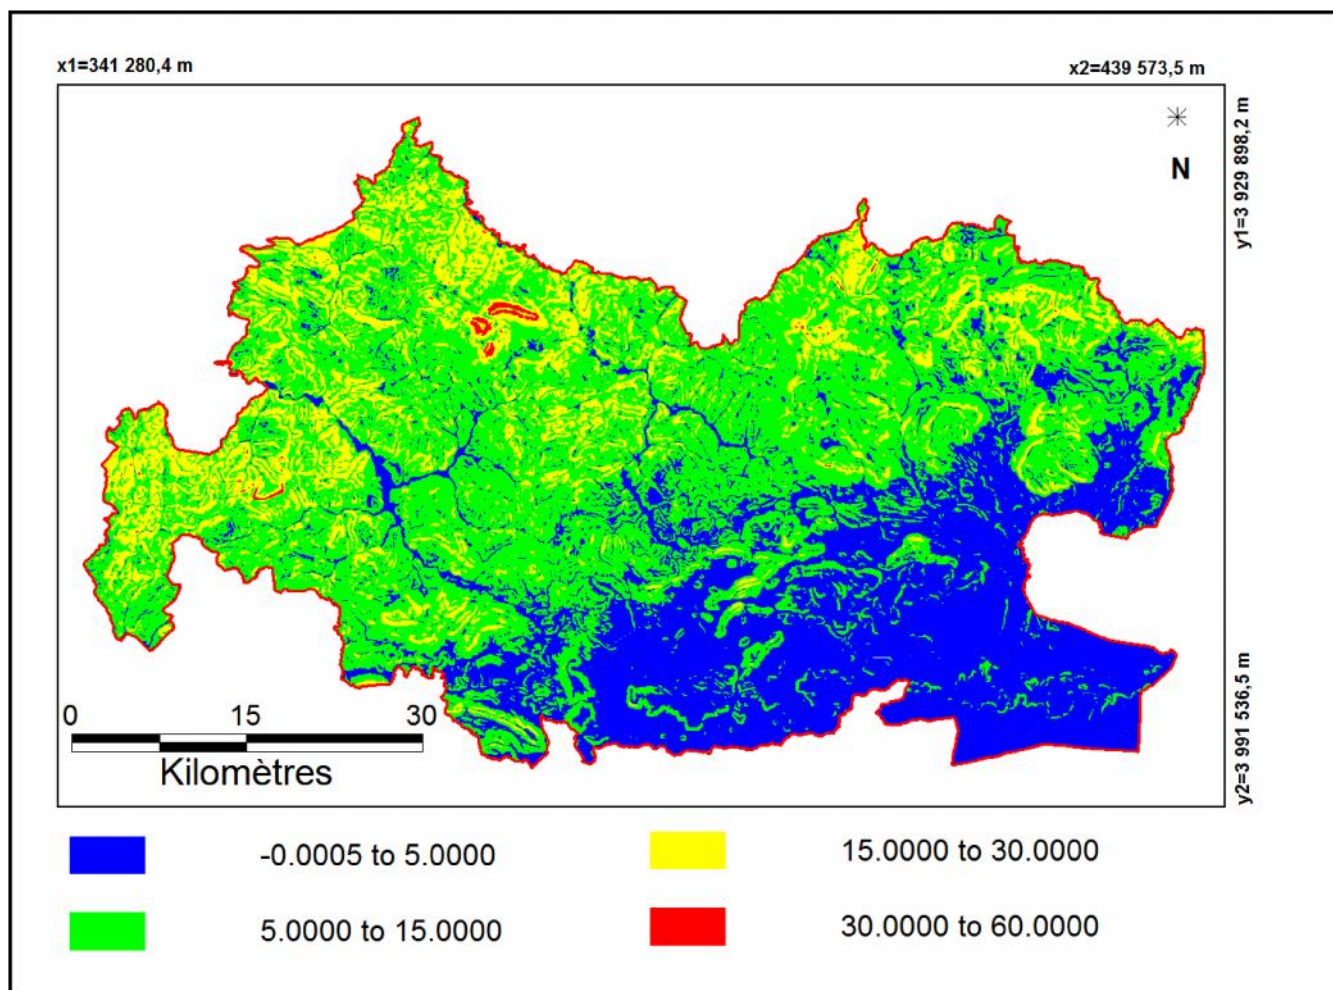 x1=341 280,4 m
x2=439 573,5 m
y1=3 929 898,2 m
N
y2=3 991 536,5 m
0 15 30
Kilomètres
-0.0005 to 5.0000
15.0000 to 30.0000
5.0000 to 15.0000
30.0000 to 60.0000